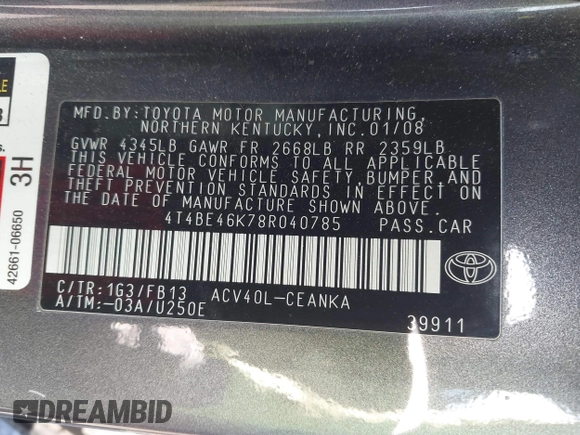 MFD.BY:TOYOTA MOTOR MANUFACTURING,
NORTHERN KENTUCKY,INC.01/08
GVWR 4345LB GAWR FR 2668LB RR 2359LB
THIS VEHICLE CONFORMS TO ALL APPLICABLE
FEDERAL MOTOR VEHICLE SAFETY,BUMPER,AND
THEFT PREVENTION STANDARDS IN EFFECT ON
THE DATE OF MANUFACTURE SHOWN ABOVE.
4T4BE46K78R040785 PASS.CAR
C/TR:1G3/FB13 ACV40L-CEANKA
A/TM:-03A/U250E
39911
3H
42661-06650
DREAMBID